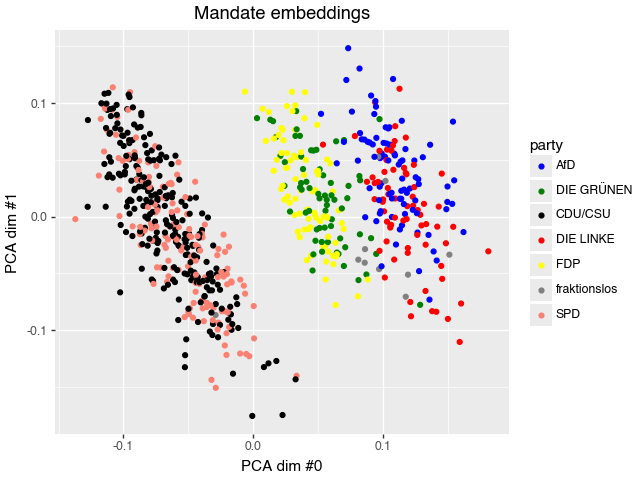 Mandate embeddings
0.1
0.0
-0.1
-0.1
0.0
0.1
PCA dim #0
PCA dim #1
party
AfD
DIE GRÜNEN
CDU/CSU
DIE LINKE
FDP
fraktionslos
SPD